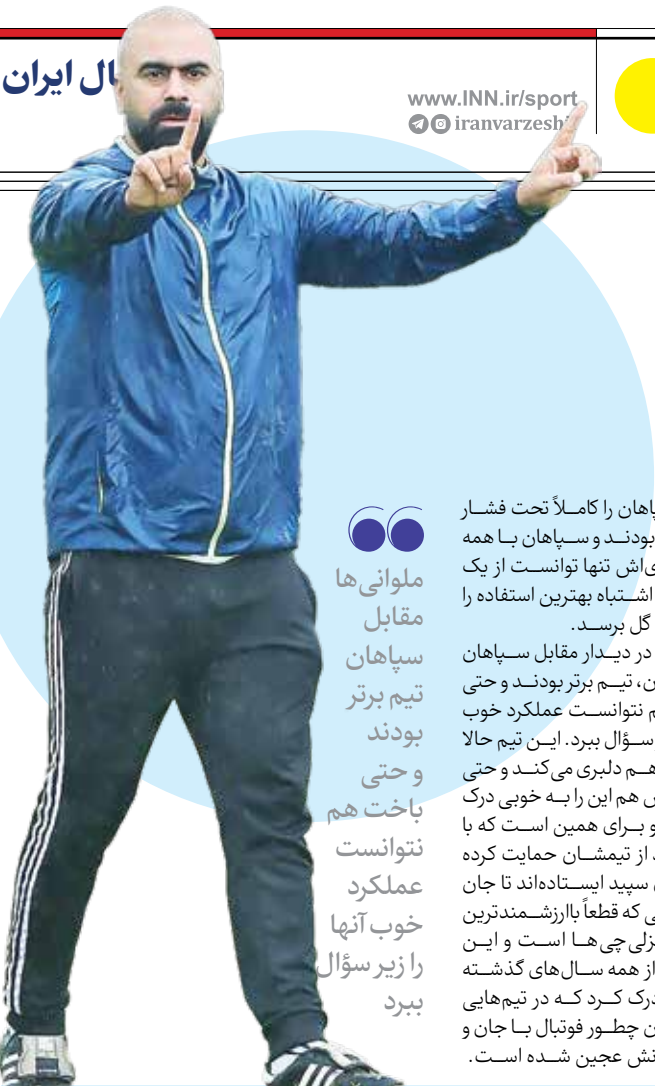 ال ایران
www.INN.ir/sport
iranvarzeshi
ملوانی‌ها
مقابل
سپاهان
تیم برتر
بودند
و حتی
باخت هم
نتوانست
عملکرد
خوب آنها
را زیر سؤال
ببرد
پاهان را کامـلاً تحت فشـار
بودنـد و سـپاهان بـا همه
ی‌اش تنها توانسـت از یک
اشـتباه بهترین استفاده را
گل برسـد.
در دیـدار مقابل سـپاهان
ن، تیـم برتر بودنـد و حتی
م نتوانسـت عملکرد خوب
سـؤال ببرد. ایـن تیم حالا
هـم دلبری می‌کنـد و حتی
ش هم این را بـه خوبی درک
و بـرای همین اسـت که با
د از تیمشـان حمایت کرده
ی سپید ایسـتاده‌اند تا جان
ی که قطعاً باارزشـمندترین
زلی‌چی‌هـا اسـت و ایـن
از همه سـال‌های گذشـته
درک کـرد کـه در تیم‌هایی
ن چطـور فوتبال بـا جان و
نش عجین شـده اسـت.